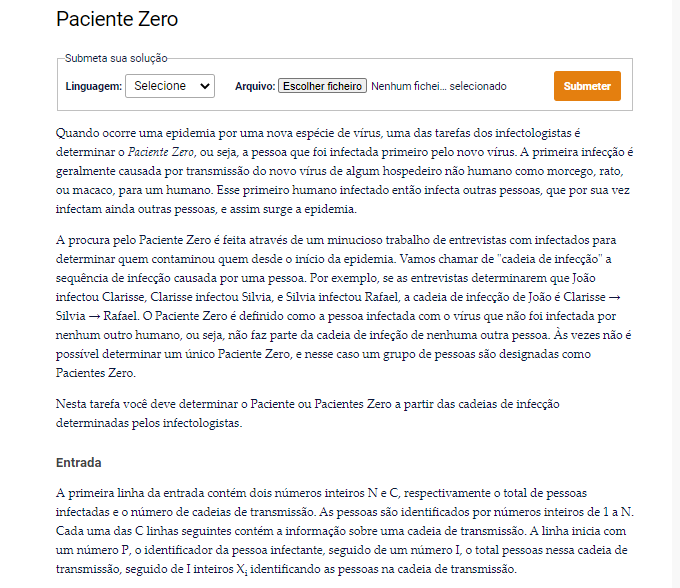 Paciente Zero
Submeta sua solução
Linguagem: Selecione Arquivo: Escolher ficheiro Nenhum fichei... selecionado Submeter
Quando ocorre uma epidemia por uma nova espécie de vírus, uma das tarefas dos infectologistas é
determinar o Paciente Zero, ou seja, a pessoa que foi infectada primeiro pelo novo vírus. A primeira infecção é
geralmente causada por transmissão do novo vírus de algum hospedeiro não humano como morcego, rato,
ou macaco, para um humano. Esse primeiro humano infectado então infecta outras pessoas, que por sua vez
infectam ainda outras pessoas, e assim surge a epidemia.
A procura pelo Paciente Zero é feita através de um minucioso trabalho de entrevistas com infectados para
determinar quem contaminou quem desde o início da epidemia. Vamos chamar de "cadeia de infecção" a
sequência de infecção causada por uma pessoa. Por exemplo, se as entrevistas determinarem que João
infectou Clarisse, Clarisse infectou Silvia, e Silvia infectou Rafael, a cadeia de infecção de João é Clarisse →
Silvia → Rafael. O Paciente Zero é definido como a pessoa infectada com o vírus que não foi infectada por
nenhum outro humano, ou seja, não faz parte da cadeia de infeção de nenhuma outra pessoa. Às vezes não é
possível determinar um único Paciente Zero, e nesse caso um grupo de pessoas são designadas como
Pacientes Zero.
Nesta tarefa você deve determinar o Paciente ou Pacientes Zero a partir das cadeias de infecção
determinadas pelos infectologistas.
Entrada
A primeira linha da entrada contém dois números inteiros N e C, respectivamente o total de pessoas
infectadas e o número de cadeias de transmissão. As pessoas são identificados por números inteiros de 1 a N.
Cada uma das C linhas seguintes contém a informação sobre uma cadeia de transmissão. A linha inicia com
um número P, o identificador da pessoa infectante, seguido de um número I, o total pessoas nessa cadeia de
transmissão, seguido de I inteiros Xi identificando as pessoas na cadeia de transmissão.